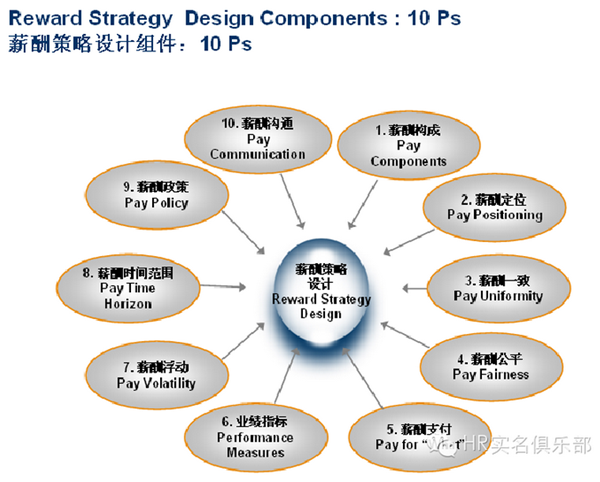 Reward Strategy Design Components : 10 Ps
薪酬策略设计组件：10 Ps
10. 薪酬沟通
Pay
Communication
1. 薪酬构成
Pay
Components
9. 薪酬政策
Pay Policy
2. 薪酬定位
Pay Positioning
8. 薪酬时间范围
Pay Time
Horizon
薪酬策略
设计
Reward Strategy
Design
3. 薪酬一致
Pay Uniformity
7. 薪酬浮动
Pay Volatility
4. 薪酬公平
Pay Fairness
6. 业绩指标
Performance
Measures
5. 薪酬支付
Pay for
HR实名俱乐部